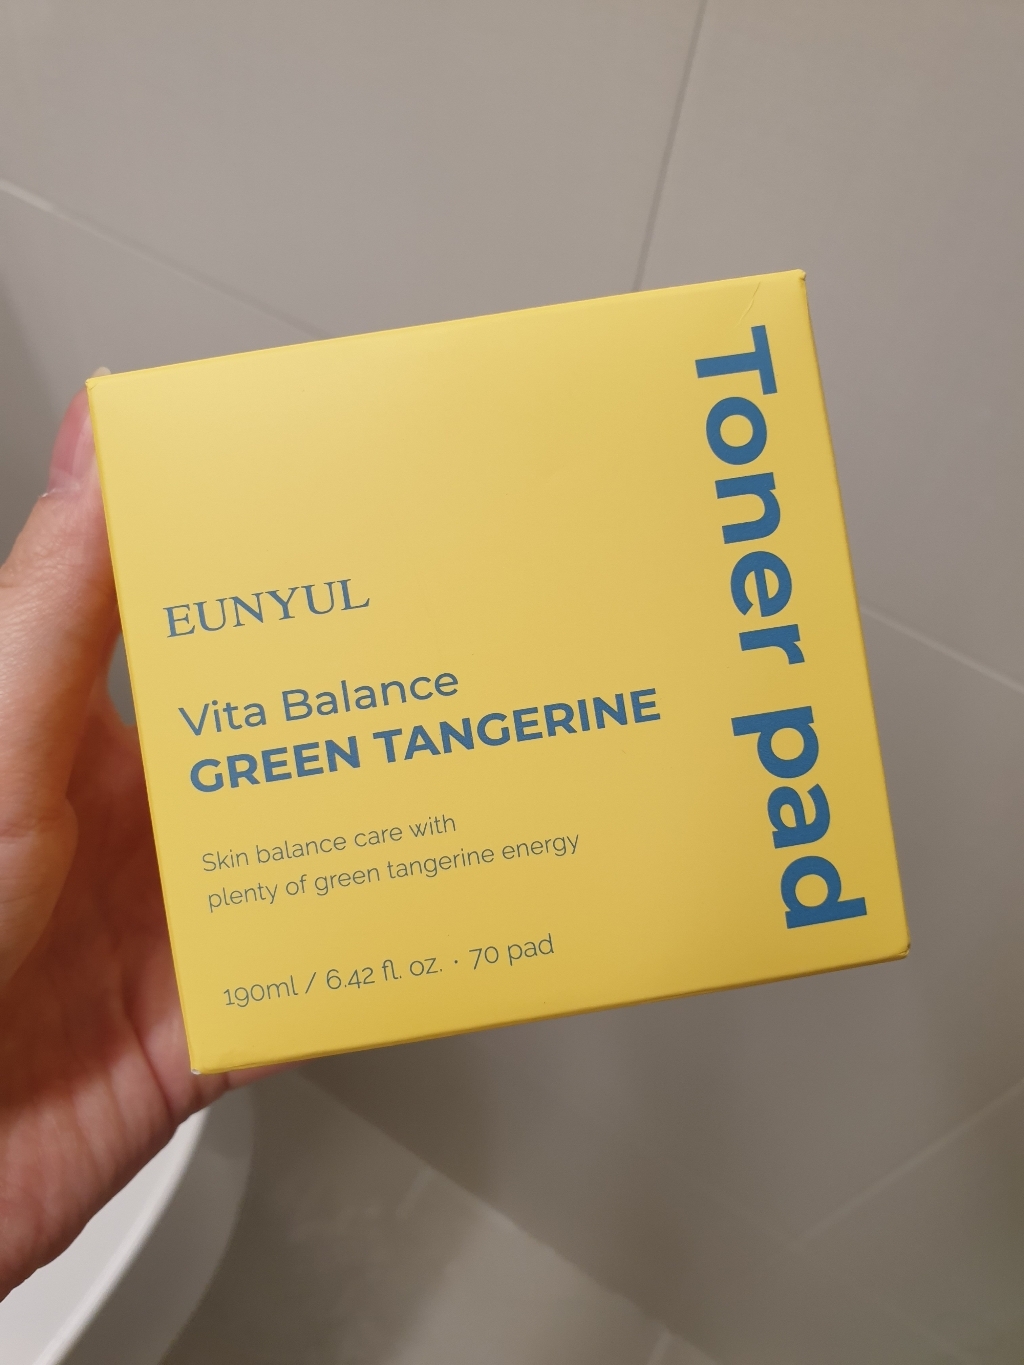 EUNYUL
Vita Balance
GREEN TANGERINE
Skin balance care with
plenty of green tangerine energy
190ml / 6.42 fl. oz. · 70 pad
Toner pad